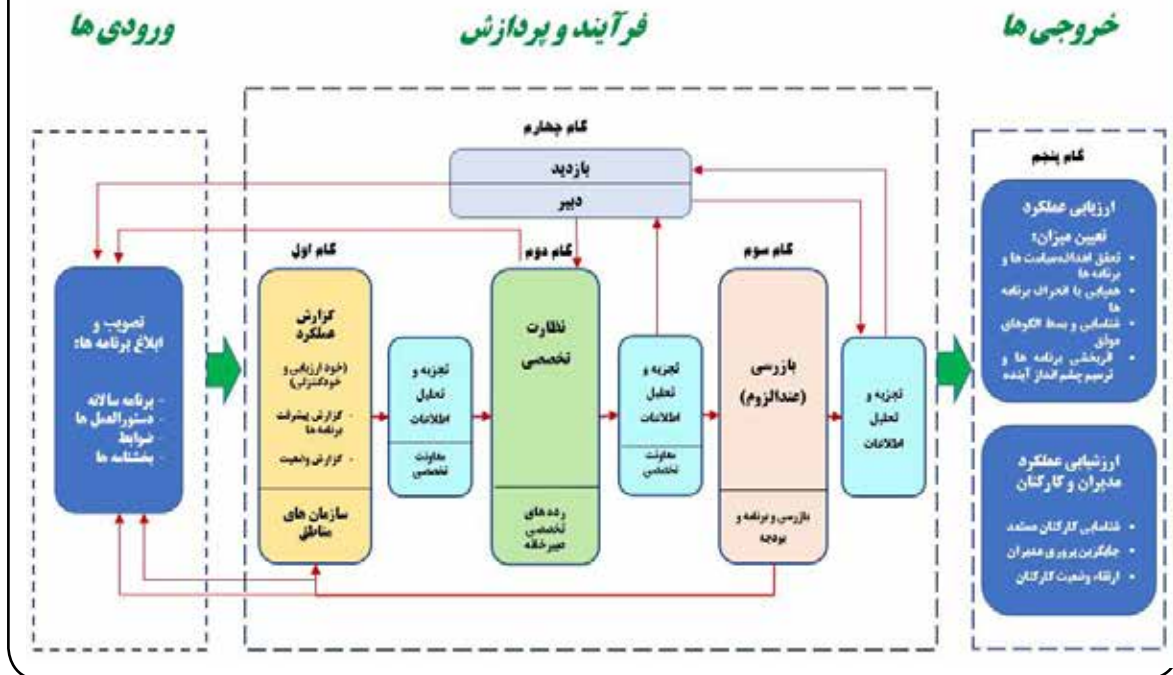 ورودی ها
فرآیند و پردازش
خروجی ها
تصویب و
ابلاغ برنامه ها:
- برنامه سالانه
- دستورالعمل ها
- ضوابط
- بخشنامه ها
گام چهارم
بازدید
دبیر
گام اول
گزارش
عملکرد
(خود ارزیابی و
خودکنترلی)
- گزارش پیشرفت
برنامه ها
- گزارش وضعیت
سازمان های
مناطق
تجزیه و
تحلیل
اطلاعات
معاونت
تخصصی
گام دوم
نظارت
تخصصی
رده های
تخصصی
دبیرخانه
تجزیه و
تحلیل
اطلاعات
معاونت
تخصصی
گام سوم
بازرسی
(عندالزوم)
بازرسی و برنامه و
بودجه
تجزیه و
تحلیل
اطلاعات
گام پنجم
ارزیابی عملکرد
تعیین میزان:
• تحقق اهداف،سیاست ها و
برنامه ها
• همپایی یا انحراف برنامه
ها
• شناسایی و بسط الگوهای
موفق
• اثربخشی برنامه ها و
ترسیم چشم انداز آینده
ارزشیابی عملکرد
مدیران و کارکنان
• شناسایی کارکنان مستعد
• جایگزین پروری مدیران
• ارتقاء وضعیت کارکنان